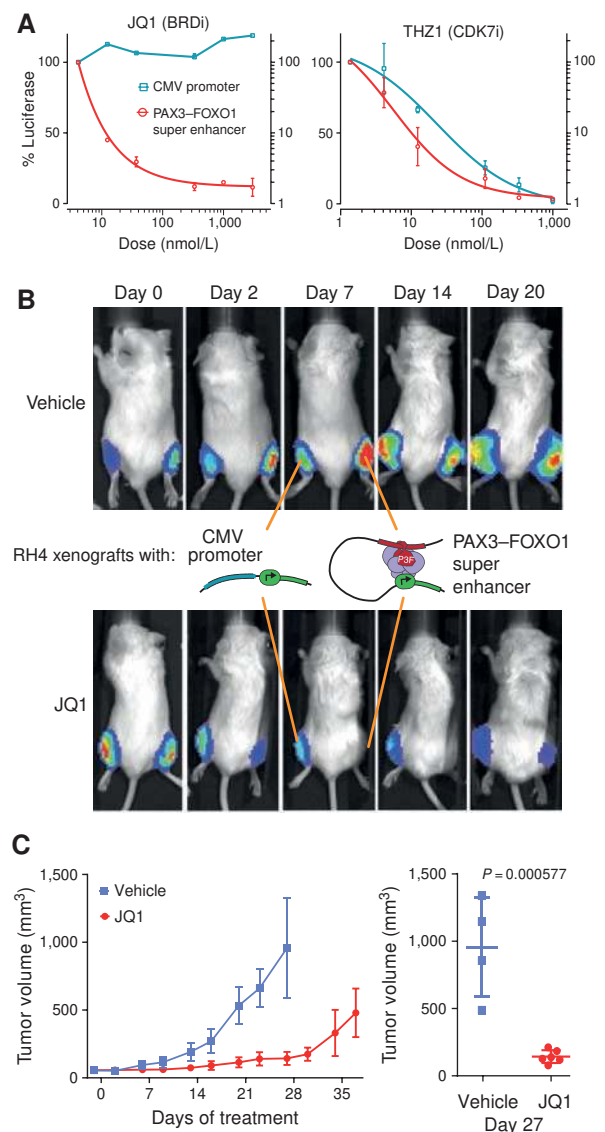 A
JQ1 (BRDi)
THZ1 (CDK7i)
% Luciferase
100
50
0
100
10
1
CMV promoter
PAX3–FOXO1
super enhancer
10
100
1,000
Dose (nmol/L)
100
50
0
100
10
1
1
10
100
1,000
Dose (nmol/L)
B
Day 0 Day 2 Day 7 Day 14 Day 20
Vehicle
RH4 xenografts with:
CMV
promoter
P3F
PAX3–FOXO1
super
enhancer
JQ1
C
Tumor volume (mm3)
1,500
1,000
500
0
Vehicle
JQ1
0 7 14 21 28 35
Days of treatment
Tumor volume (mm3)
1,500
1,000
500
0
P = 0.000577
Vehicle JQ1
Day 27